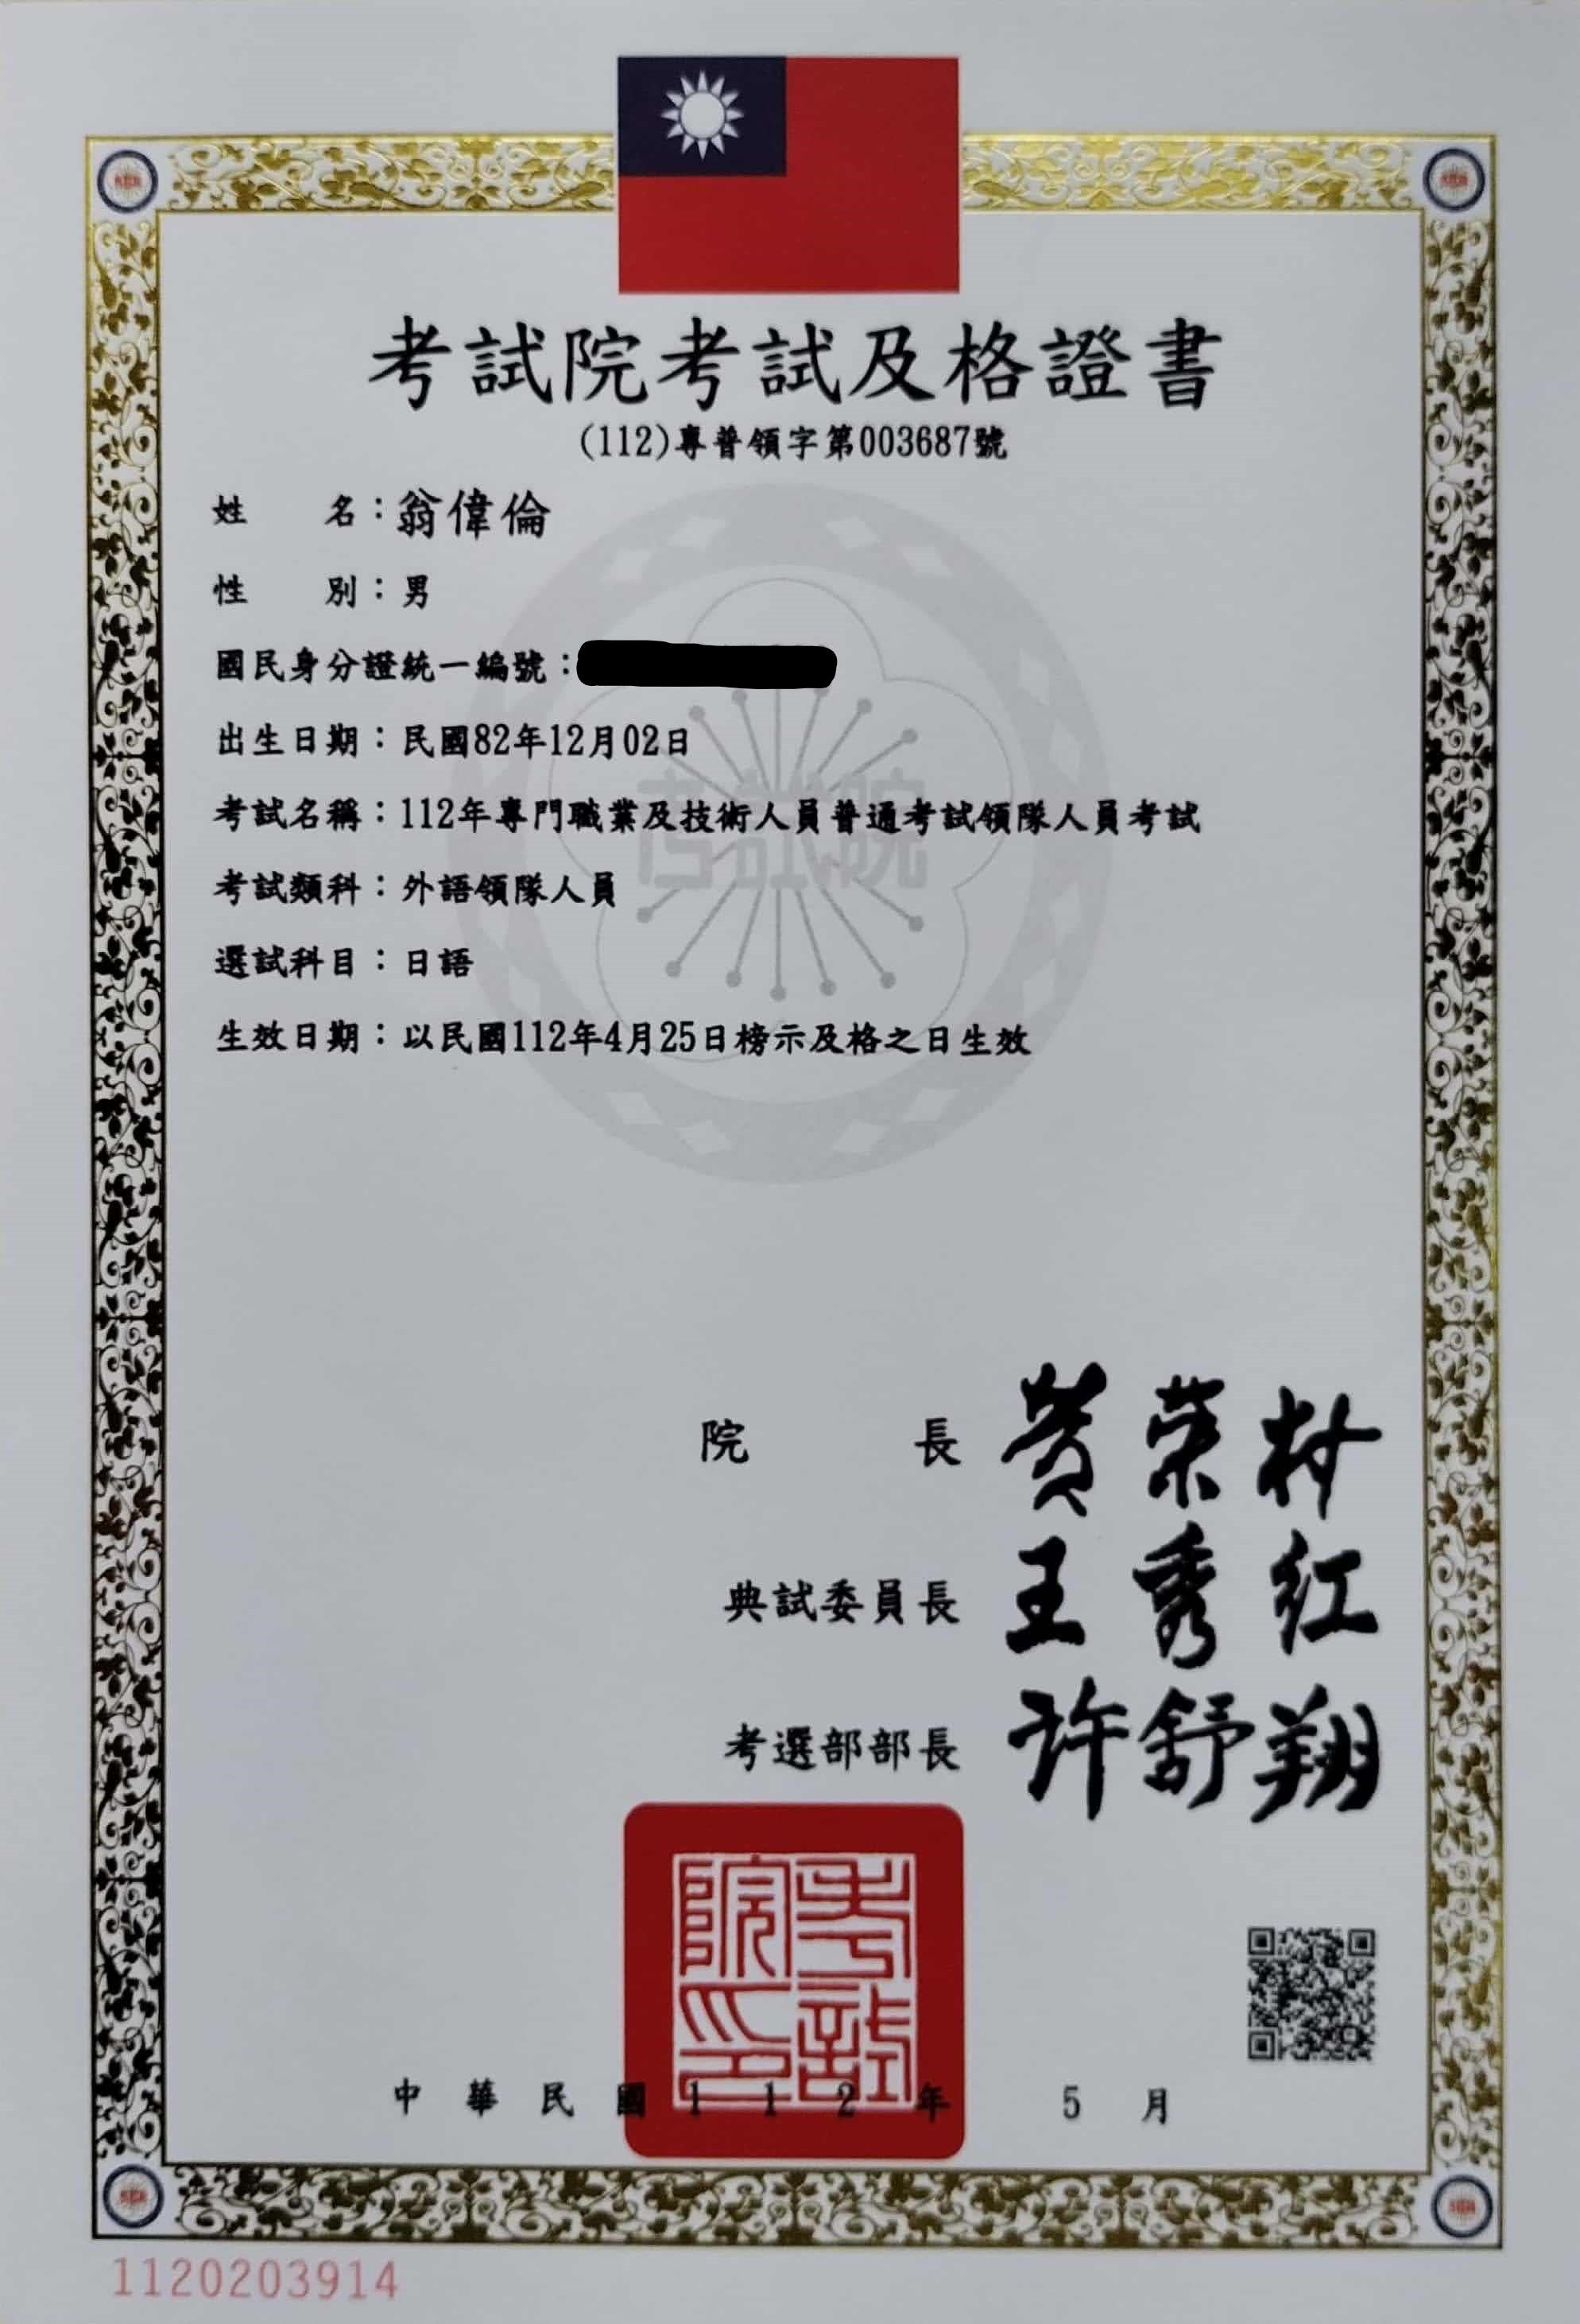 考試院考試及格證書
(112)專普領字第003687號
姓名：翁偉倫
性別：男
國民身分證統一編號：
出生日期：民國82年12月02日
考試名稱：112年專門職業及技術人員普通考試領隊人員考試
考試類科：外語領隊人員
選試科目：日語
生效日期：以民國112年4月25日榜示及格之日生效
考試院
院長 黃榮村
典試委員長 王秀紅
考選部部長 許舒翔
考試院印
中華民國112年5月
1120203914